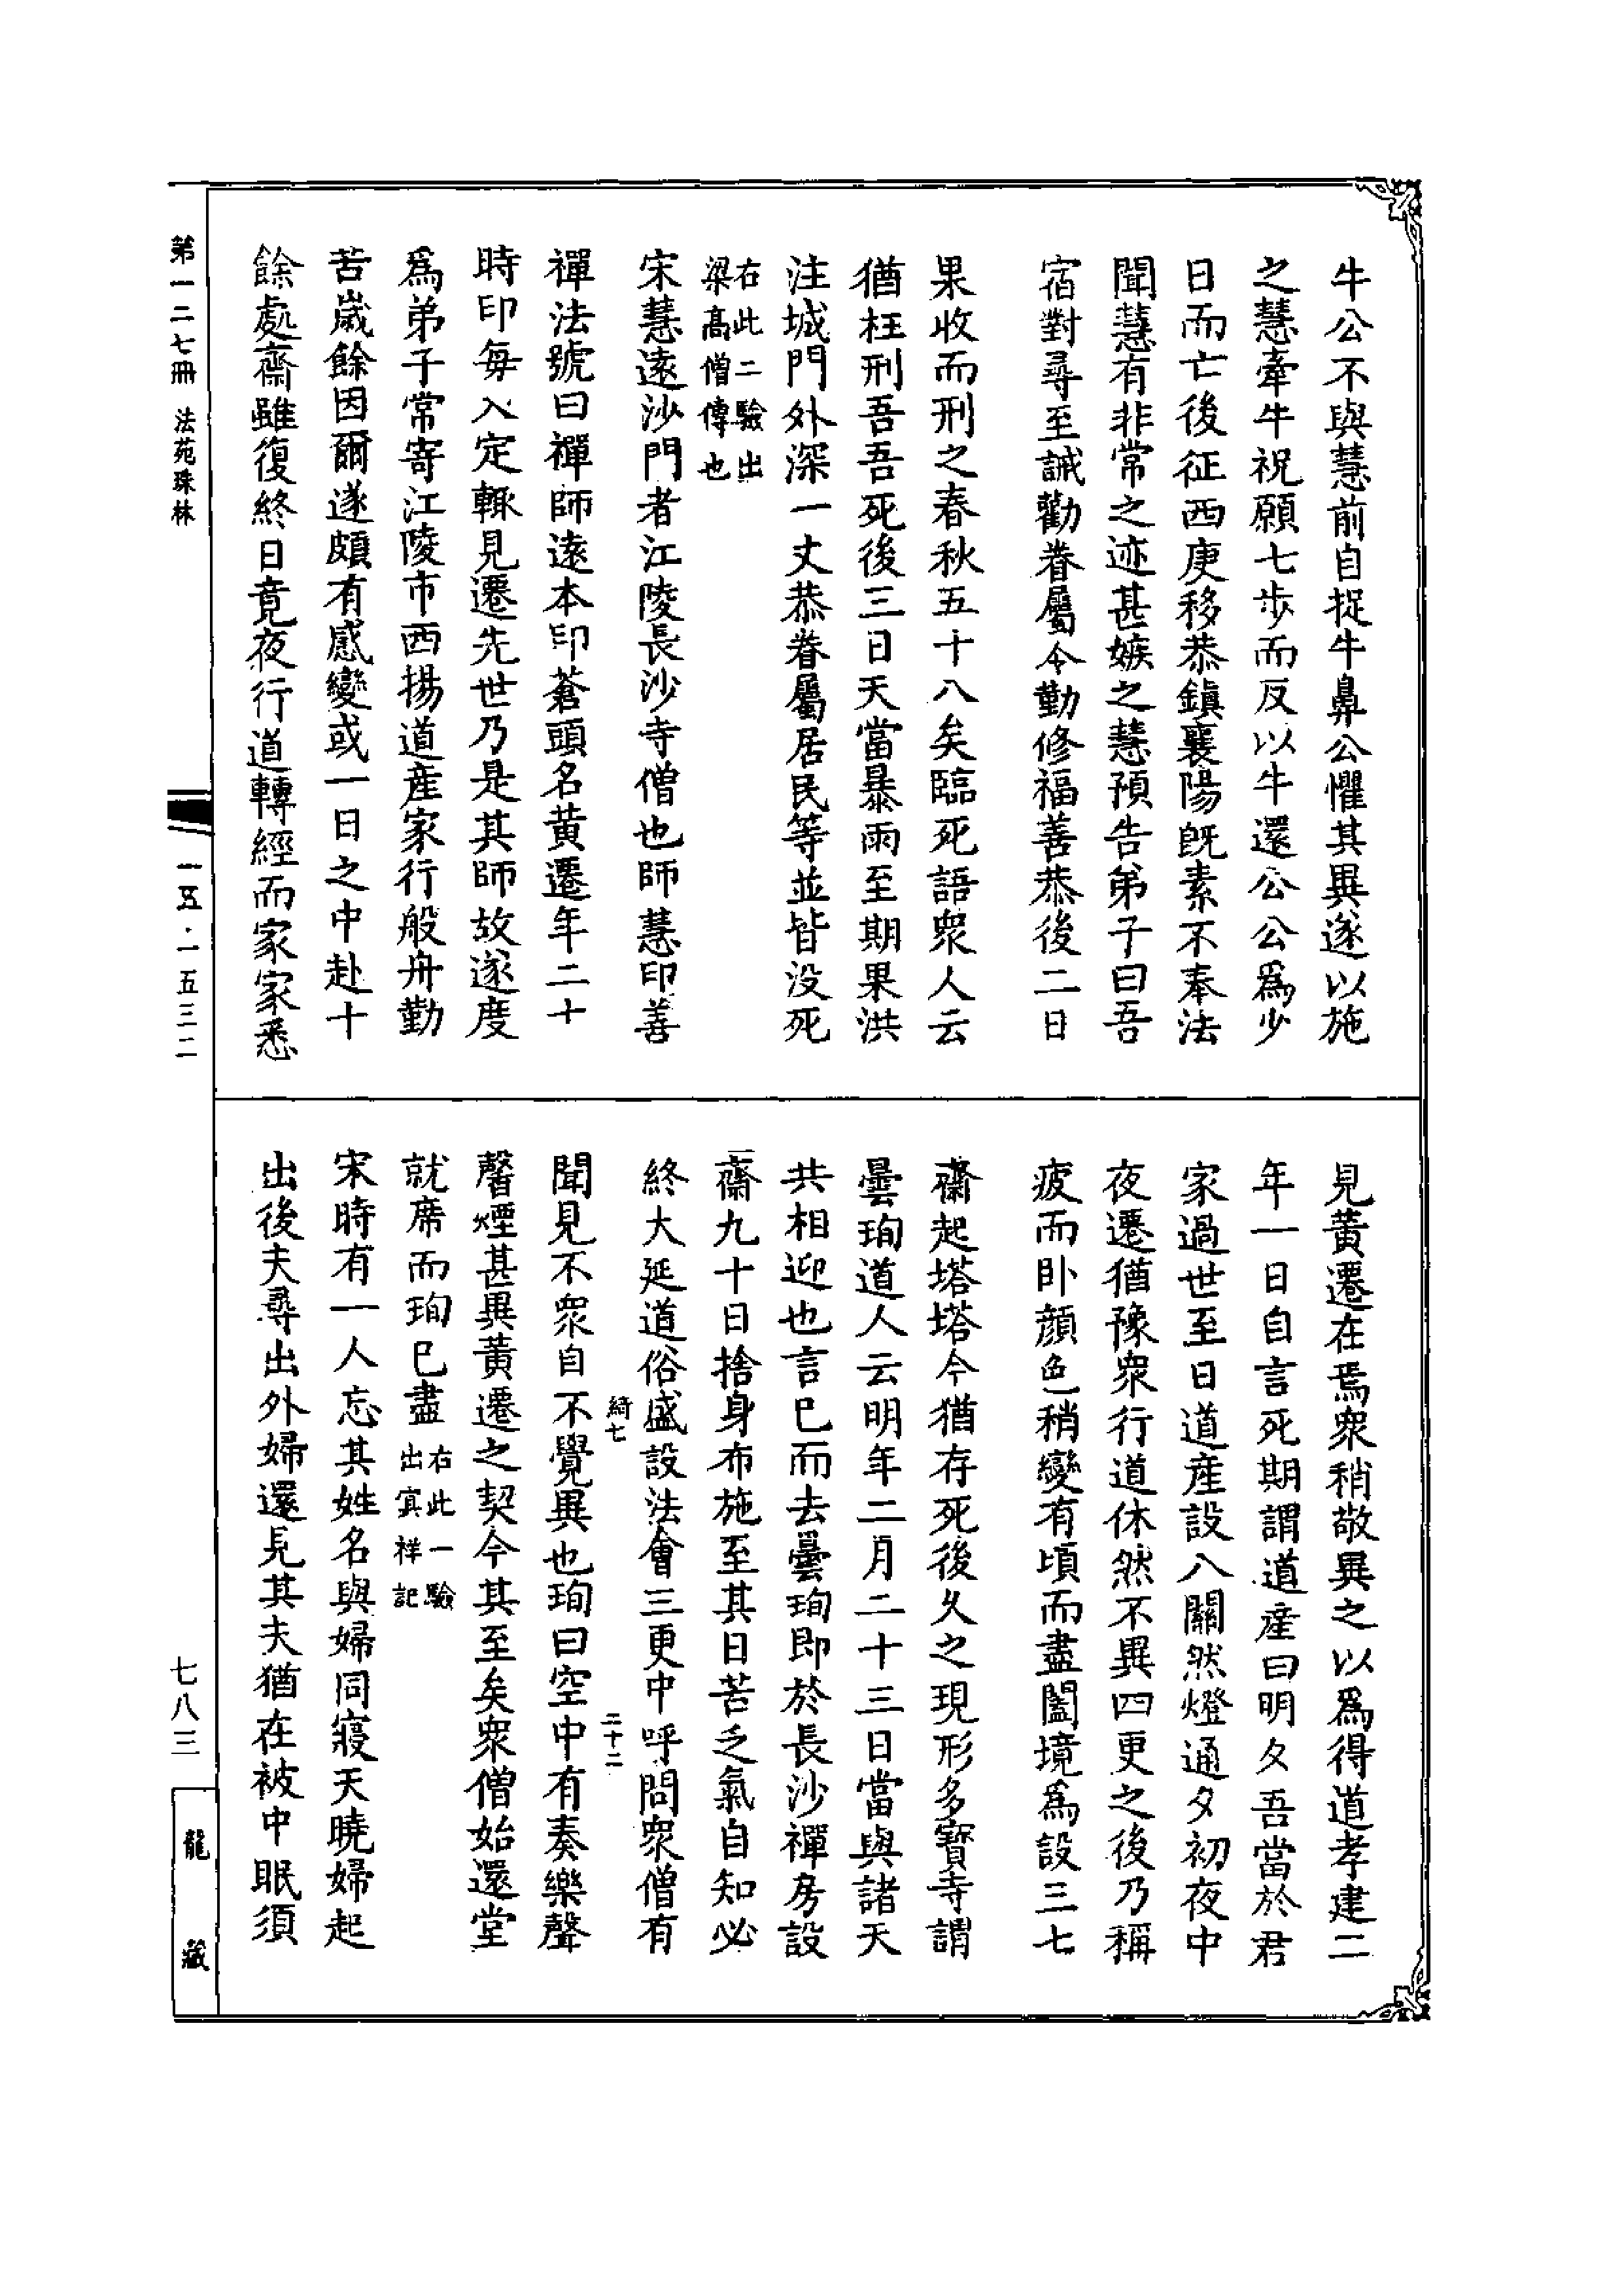 牛公不與慧前自捉牛鼻公懼其異遂以施
之慧牽牛祝願七步而反以牛還公公爲少
日而亡後征西庾移恭鎭襄陽既素不奉法
聞慧有非常之迹甚嫉之慧預告弟子曰吾
宿對尋至誡勸眷屬令勤修福善恭後二日
果收而刑之春秋五十八矣臨死語衆人云
猶枉刑吾吾死後三日天當暴雨至期果洪
注城門外深一丈恭眷屬居民等並皆没死
右此二驗出
梁高僧傳也
宋慧遠沙門者江陵長沙寺僧也師慧印善
禪法號曰禪師遠本印蒼頭名黄遷年二十
時印每入定輒見遷先世乃是其師故遂度
爲弟子常寄江陵市西揚道産家行般舟勤
苦歲餘因爾遂頗有感變或一日之中赴十
餘處齋雖復終日竟夜行道轉經而家家悉
見黃遷在焉衆稍敬異之以爲得道孝建二
年一日自言死期謂道産曰明夕吾當於君
家過世至日道産設八關然燈通夕初夜中
夜遷猶豫衆行道休然不異四更之後乃稱
疲而卧顔色稍變有頃而盡闔境爲設三七
齋起塔塔今猶存死後久之現形多寶寺謂
曇珣道人云明年二月二十三日當與諸天
共相迎也言已而去曇珣即於長沙禪房設
齋九十日捨身布施至其日苦乏氣自知必
終大延道俗盛設法會三更中呼問衆僧有
綺七
二十二
聞見不衆自不覺異也珣曰空中有奏樂聲
馨煙甚異黃遷之契今其至矣衆僧始還堂
就席而珣已盡
右此一驗
出冥祥記
宋時有一人忘其姓名與婦同寢天曉婦起
出後夫尋出外婦還見其夫猶在被中眠須
第一二七冊 法苑珠林
一五·一五三二
七八三
龍藏